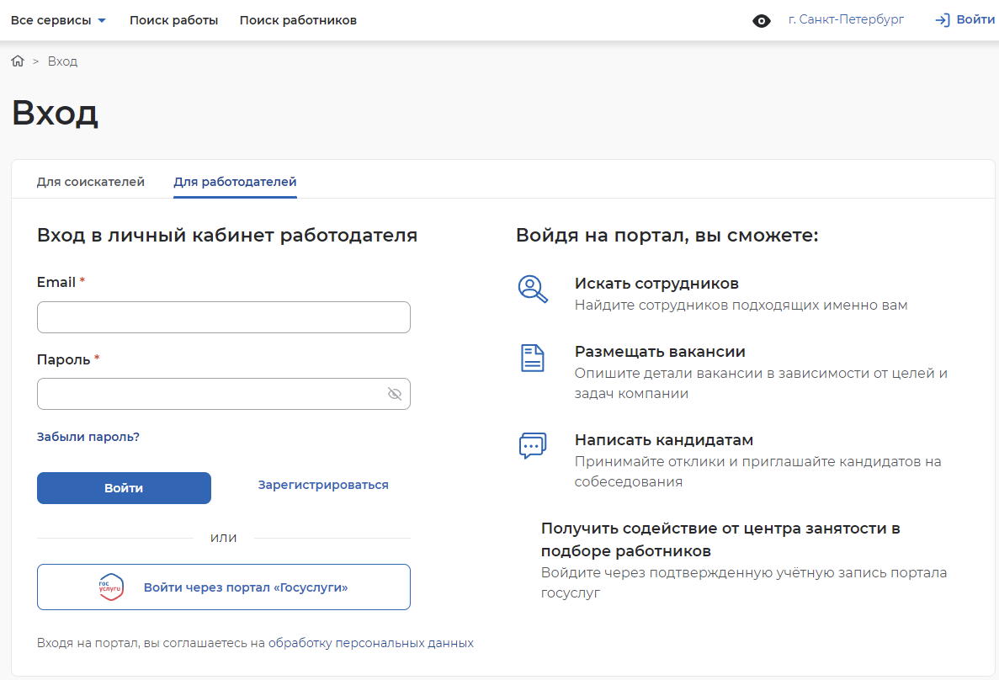 Все сервисы Поиск работы Поиск работников г. Санкт-Петербург Войти
> Вход
Вход
Для соискателей Для работодателей
Вход в личный кабинет работодателя
Email *
Пароль *
Забыли пароль?
Войти Зарегистрироваться
или
гос
услуги
Войти через портал «Госуслуги»
Входя на портал, вы соглашаетесь на обработку персональных данных
Войдя на портал, вы сможете:
Искать сотрудников
Найдите сотрудников подходящих именно вам
Размещать вакансии
Опишите детали вакансии в зависимости от целей и
задач компании
Написать кандидатам
Принимайте отклики и приглашайте кандидатов на
собеседования
Получить содействие от центра занятости в
подборе работников
Войдите через подтвержденную учётную запись портала
госуслуг